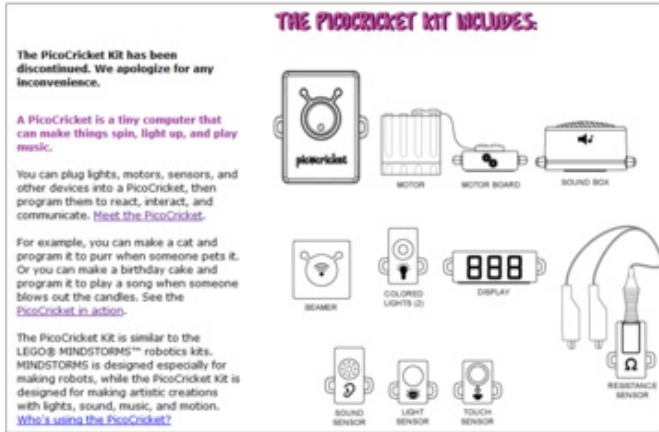 THE PICOCRICKET KIT INCLUDES:
The PicoCricket Kit has been
discontinued. We apologize for any
inconvenience.
A PicoCricket is a tiny computer that
can make things spin, light up, and play
music.
You can plug lights, motors, sensors, and
other devices into a PicoCricket, then
program them to react, interact, and
communicate. Meet the PicoCricket.
For example, you can make a cat and
program it to purr when someone pets it.
Or you can make a birthday cake and
program it to play a song when someone
blows out the candles. See the
PicoCricket in action.
The PicoCricket Kit is similar to the
LEGO® MINDSTORMS™ robotics kits.
MINDSTORMS is designed especially for
making robots, while the PicoCricket Kit is
designed for making artistic creations
with lights, sound, music, and motion.
Who's using the PicoCricket?
picocricket
MOTOR
MOTOR BOARD
SOUND BOX
BEAMER
COLORED
LIGHTS (2)
888
DISPLAY
Ω
RESISTANCE
SENSOR
SOUND
SENSOR
LIGHT
SENSOR
TOUCH
SENSOR